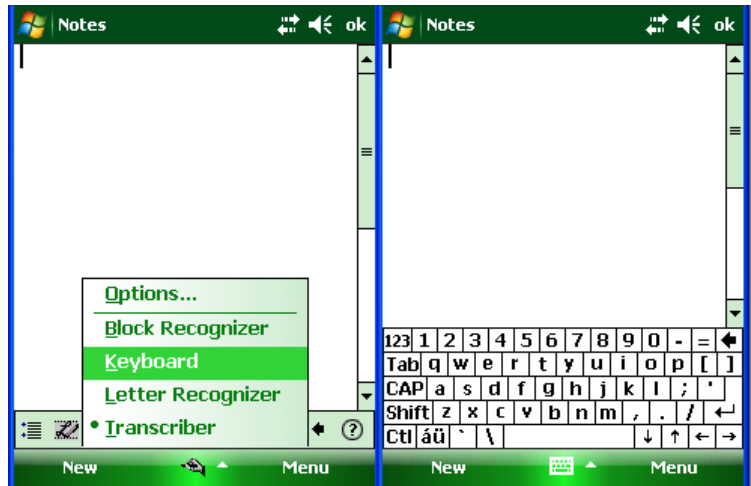 Notes ok
Options...
Block Recognizer
Keyboard
Letter Recognizer
Transcriber
New Menu
Notes ok
123 1 2 3 4 5 6 7 8 9 0 - =
Tab q w e r t y u i o p [ ]
CAP a s d f g h j k l ; '
Shift z x c v b n m , . /
Ctl áü ` \
New Menu